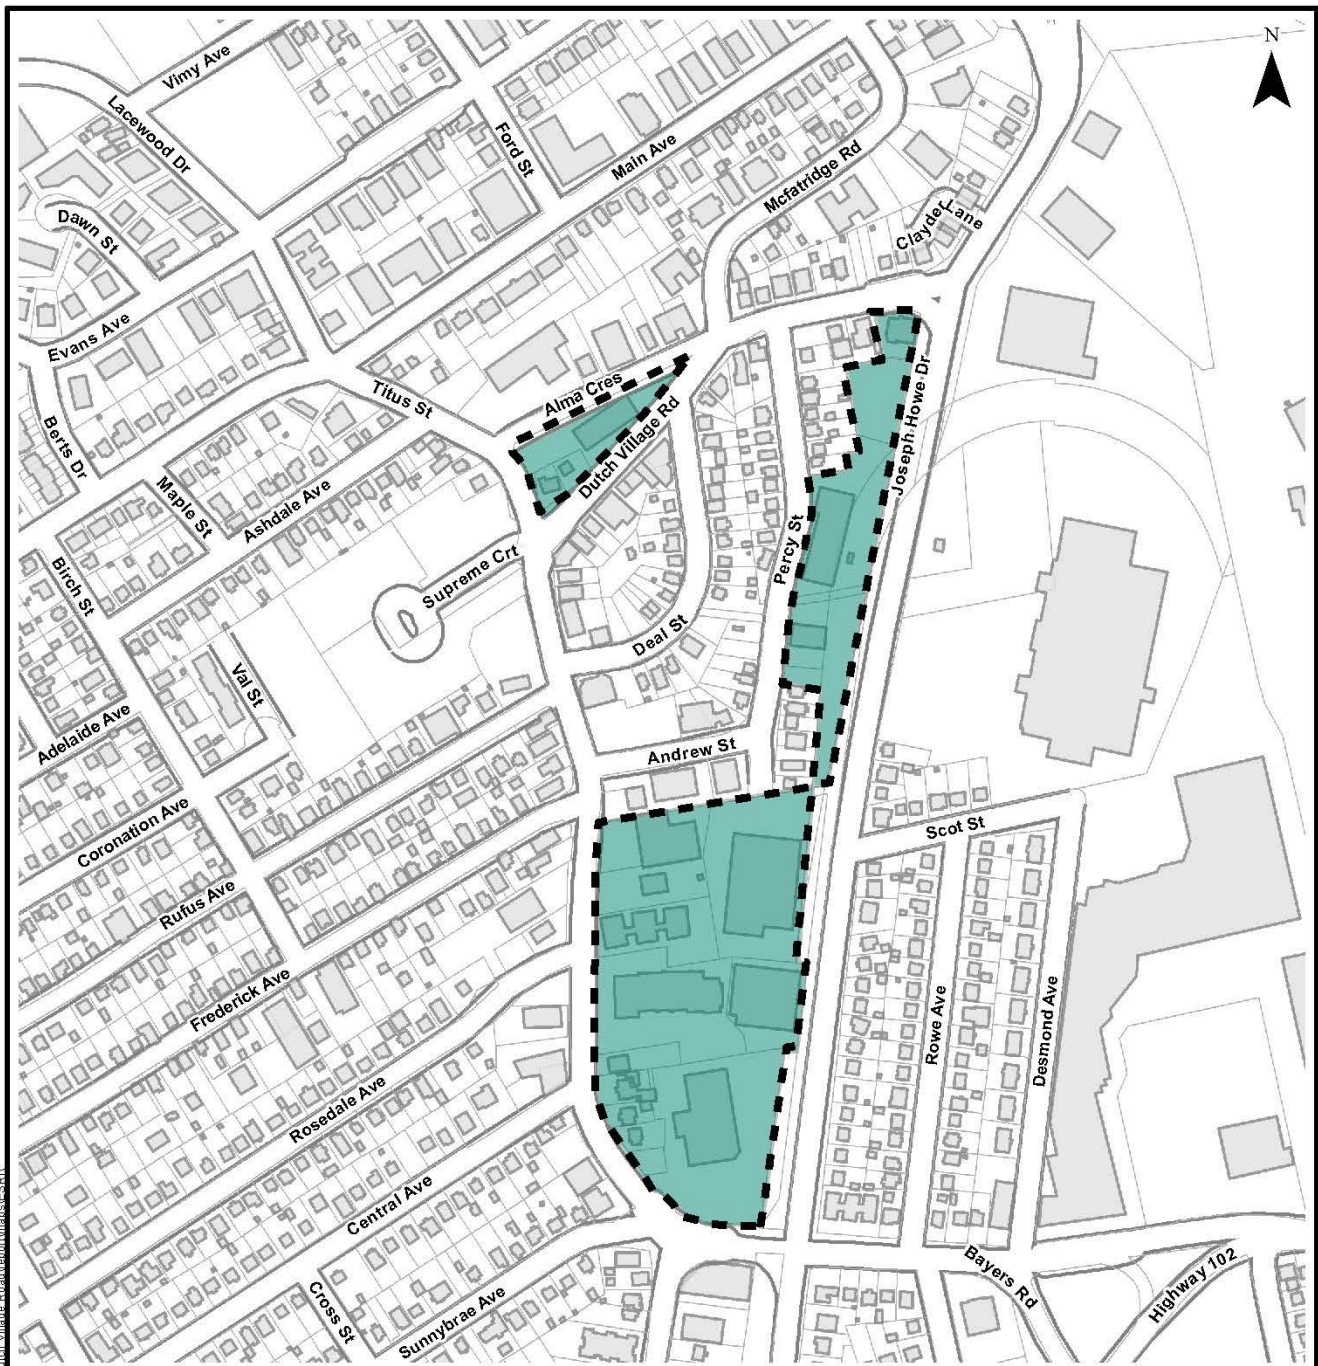 N
Vimy Ave
Lacewood Dr
Ford St
Main Ave
Mcfatridge Rd
Clayder Lane
Dawn St
Evans Ave
Titus St
Alma Cres
Dutch Village Rd
Joseph Howe Dr
Berts Dr
Maple St
Ashdale Ave
Percy St
Birch St
Supreme Crt
Deal St
Val St
Adelaide Ave
Andrew St
Coronation Ave
Scot St
Rufus Ave
Frederick Ave
Rowe Ave
Desmond Ave
Rosedale Ave
Central Ave
Bayers Rd
Highway 102
Cross St
Sunnybrae Ave